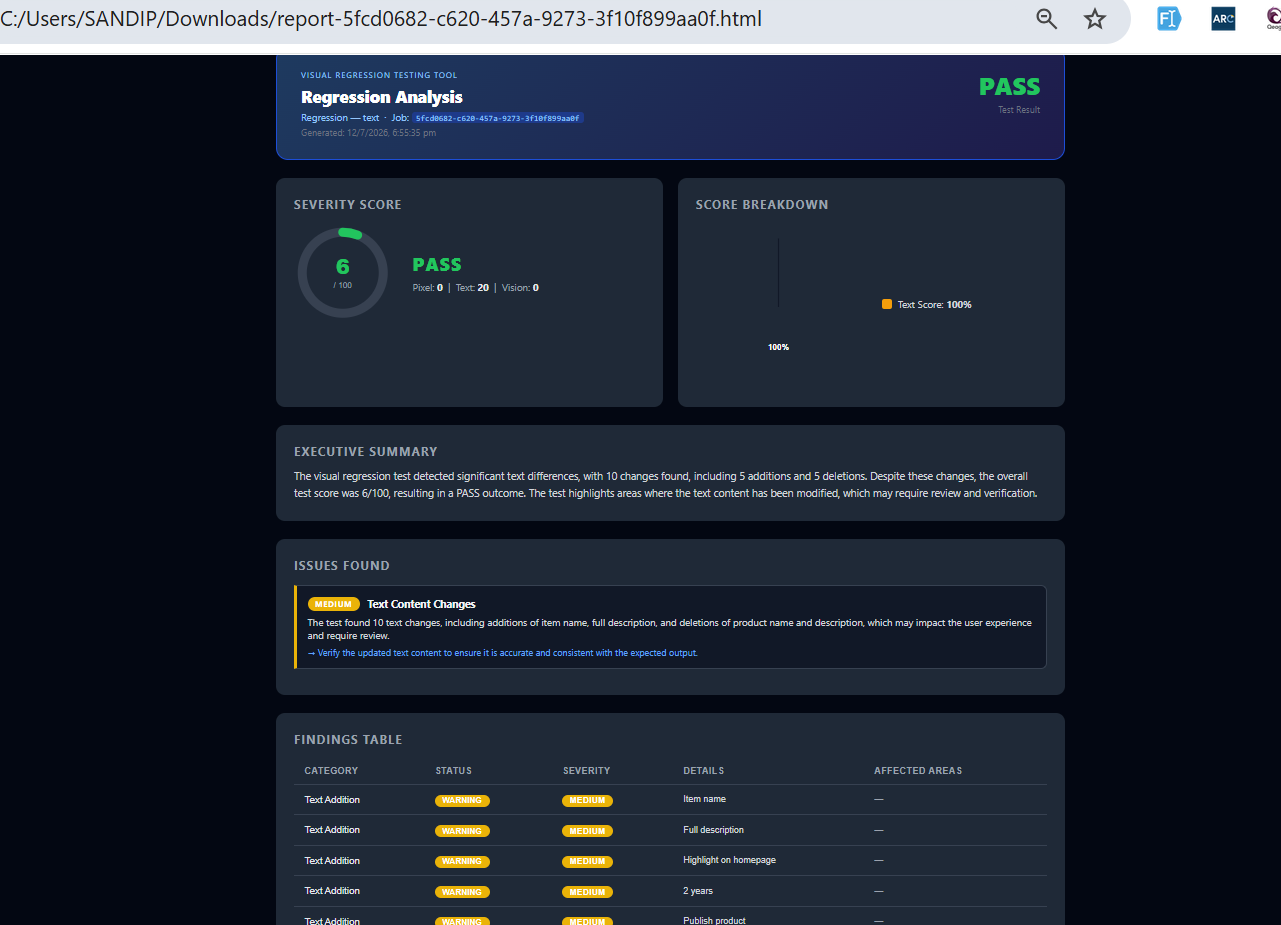 C:/Users/SANDIP/Downloads/report-5fcd0682-c620-457a-9273-3f10f899aa0f.html
ARC
VISUAL REGRESSION TESTING TOOL
Regression Analysis
Regression — text · Job: 5fcd0682-c620-457a-9273-3f10f899aa0f
Generated: 12/7/2026, 6:55:35 pm
PASS
Test Result
SEVERITY SCORE
6
/ 100
PASS
Pixel: 0 | Text: 20 | Vision: 0
SCORE BREAKDOWN
100%
Text Score: 100%
EXECUTIVE SUMMARY
The visual regression test detected significant text differences, with 10 changes found, including 5 additions and 5 deletions. Despite these changes, the overall
test score was 6/100, resulting in a PASS outcome. The test highlights areas where the text content has been modified, which may require review and verification.
ISSUES FOUND
MEDIUM Text Content Changes
The test found 10 text changes, including additions of item name, full description, and deletions of product name and description, which may impact the user experience
and require review.
→ Verify the updated text content to ensure it is accurate and consistent with the expected output.
FINDINGS TABLE
CATEGORY STATUS SEVERITY DETAILS AFFECTED AREAS
Text Addition WARNING MEDIUM Item name —
Text Addition WARNING MEDIUM Full description —
Text Addition WARNING MEDIUM Highlight on homepage —
Text Addition WARNING MEDIUM 2 years —
Text Addition WARNING MEDIUM Publish product —